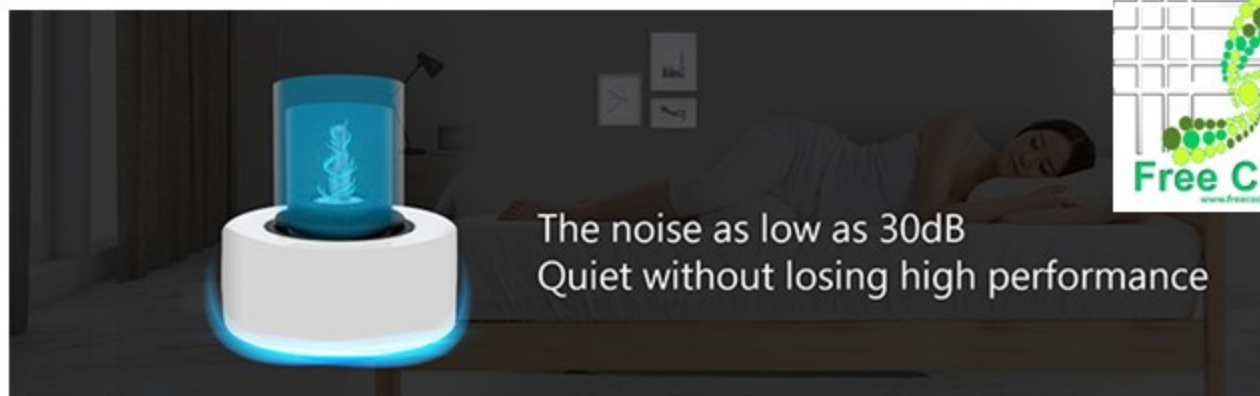 The noise as low as 30dB
Quiet without losing high performance
Free C